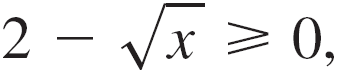 2 − √x ⩾ 0,